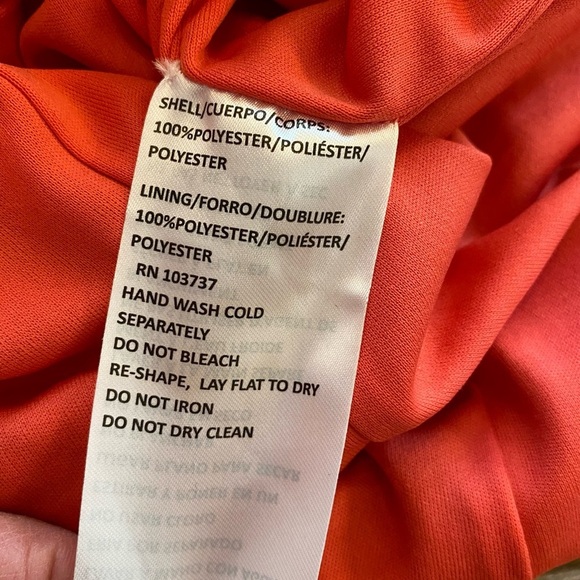 SHELL/CUERPO/CORPS:
100%POLYESTER/POLIÉSTER/
POLYESTER
LINING/FORRO/DOUBLURE:
100%POLYESTER/POLIÉSTER/
POLYESTER
RN 103737
HAND WASH COLD
SEPARATELY
DO NOT BLEACH
RE-SHAPE, LAY FLAT TO DRY
DO NOT IRON
DO NOT DRY CLEAN